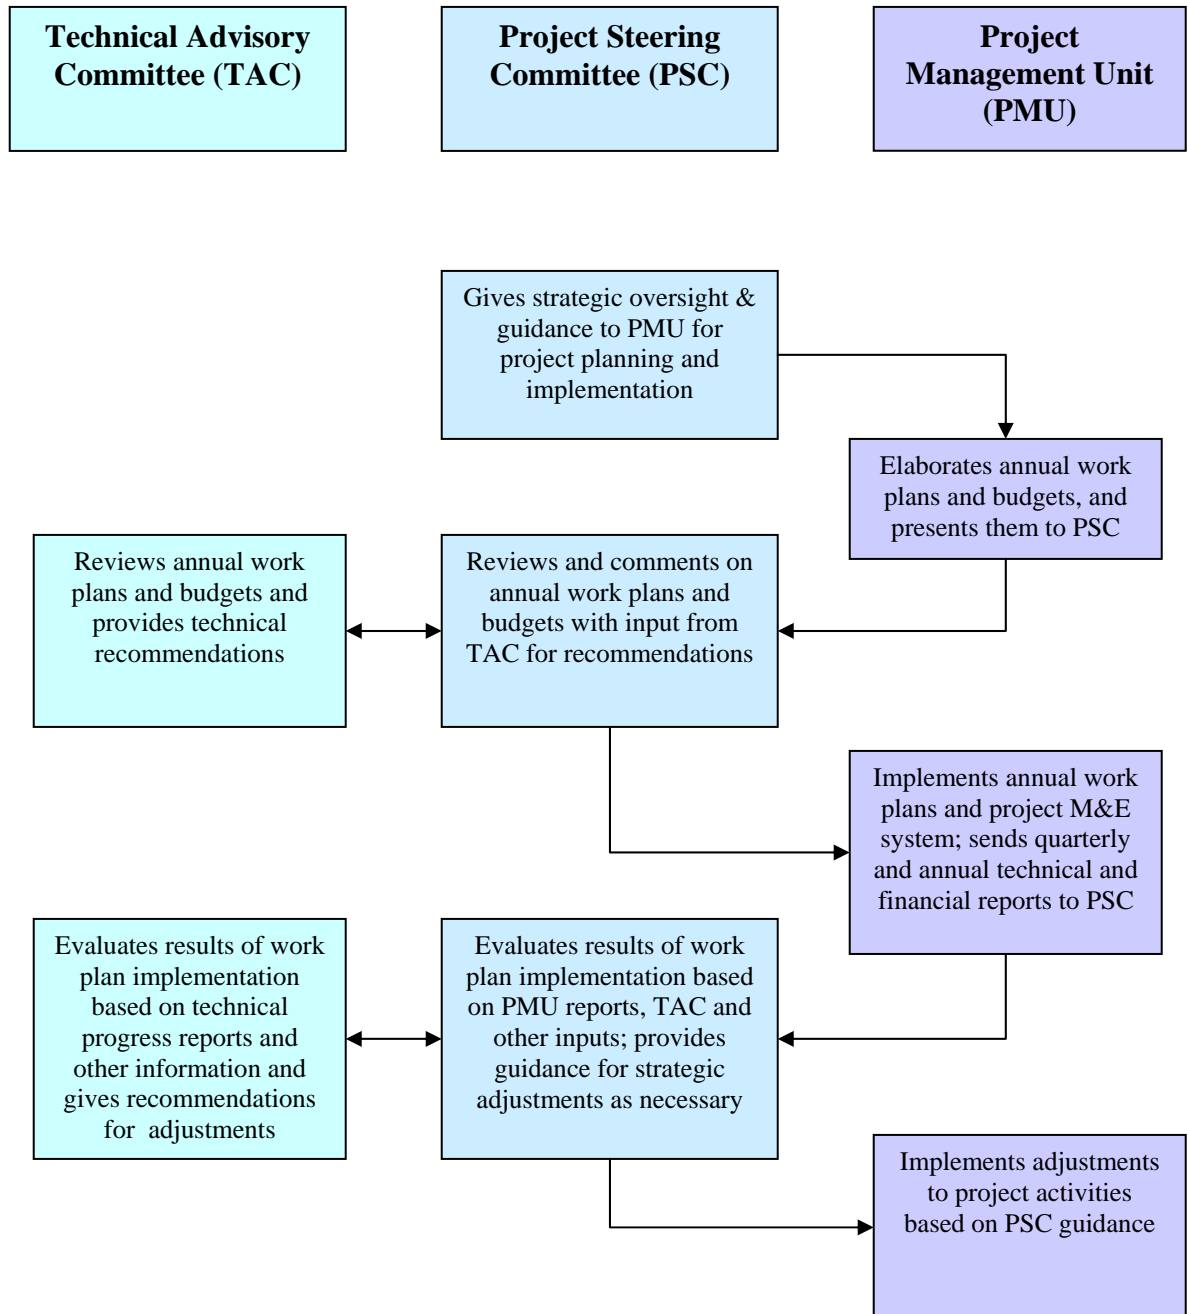 Technical Advisory
Committee (TAC)
Project Steering
Committee (PSC)
Project
Management Unit
(PMU)
Gives strategic oversight &
guidance to PMU for
project planning and
implementation
Elaborates annual work
plans and budgets, and
presents them to PSC
Reviews annual work
plans and budgets and
provides technical
recommendations
Reviews and comments on
annual work plans and
budgets with input from
TAC for recommendations
Implements annual work
plans and project M&E
system; sends quarterly
and annual technical and
financial reports to PSC
Evaluates results of work
plan implementation
based on technical
progress reports and
other information and
gives recommendations
for adjustments
Evaluates results of work
plan implementation based
on PMU reports, TAC and
other inputs; provides
guidance for strategic
adjustments as necessary
Implements adjustments
to project activities
based on PSC guidance